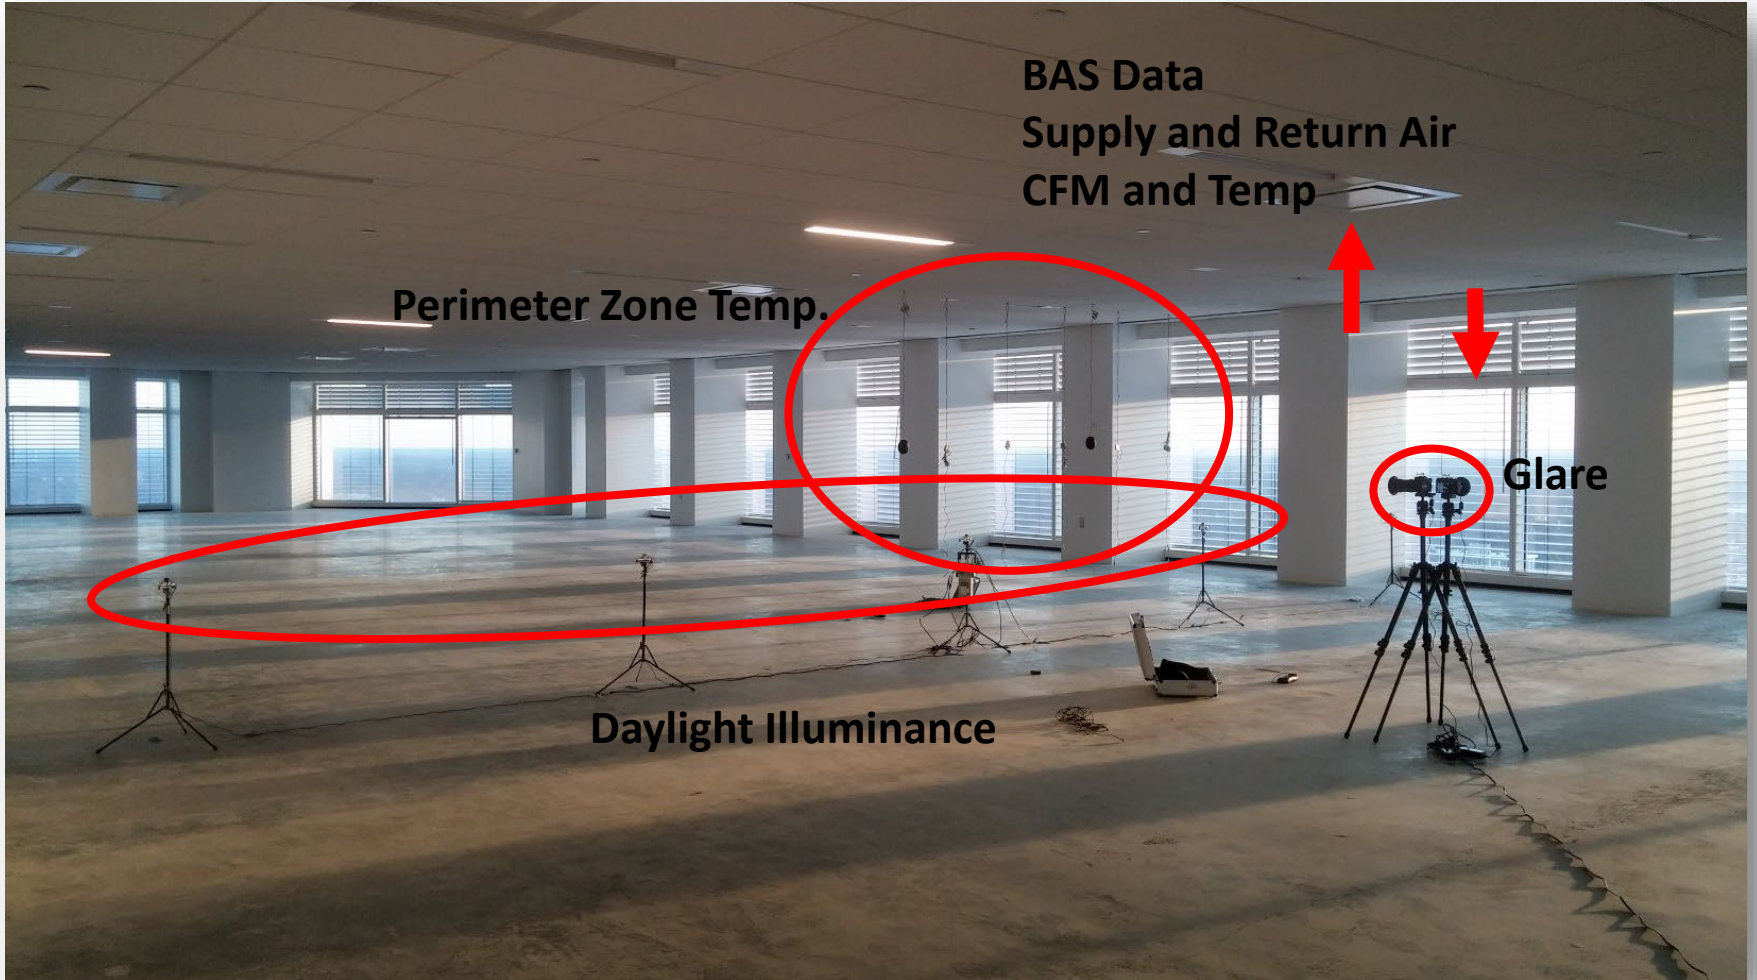 BAS Data
Supply and Return Air
CFM and Temp
Perimeter Zone Temp.
Glare
Daylight Illuminance